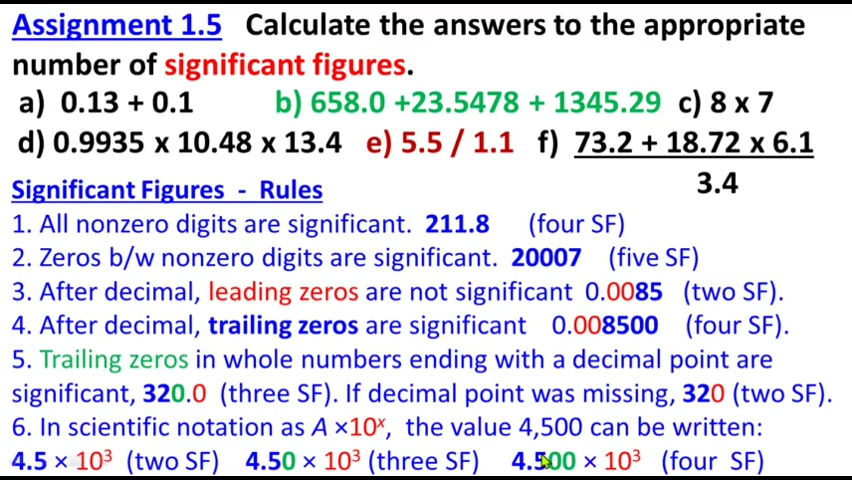 Assignment 1.5 Calculate the answers to the appropriate
number of significant figures.
a) 0.13 + 0.1 b) 658.0 +23.5478 + 1345.29 c) 8 x 7
d) 0.9935 x 10.48 x 13.4 e) 5.5 / 1.1 f) 73.2 + 18.72 x 6.1
3.4
Significant Figures - Rules
1. All nonzero digits are significant. 211.8 (four SF)
2. Zeros b/w nonzero digits are significant. 20007 (five SF)
3. After decimal, leading zeros are not significant 0.0085 (two SF).
4. After decimal, trailing zeros are significant 0.008500 (four SF).
5. Trailing zeros in whole numbers ending with a decimal point are
significant, 320.0 (three SF). If decimal point was missing, 320 (two SF).
6. In scientific notation as A ×10ˣ, the value 4,500 can be written:
4.5 × 10³ (two SF) 4.50 × 10³ (three SF) 4.500 × 10³ (four SF)